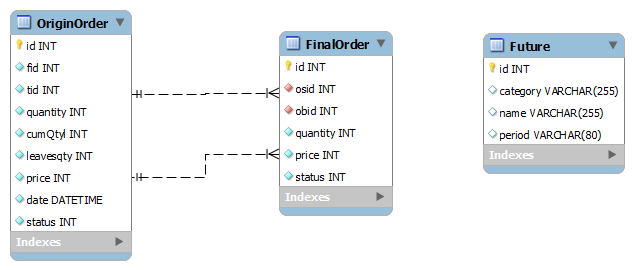 OriginOrder
id INT
fid INT
tid INT
quantity INT
cumQtyl INT
leavesqty INT
price INT
date DATETIME
status INT
Indexes
FinalOrder
id INT
osid INT
obid INT
quantity INT
price INT
status INT
Indexes
Future
id INT
category VARCHAR(255)
name VARCHAR(255)
period VARCHAR(80)
Indexes